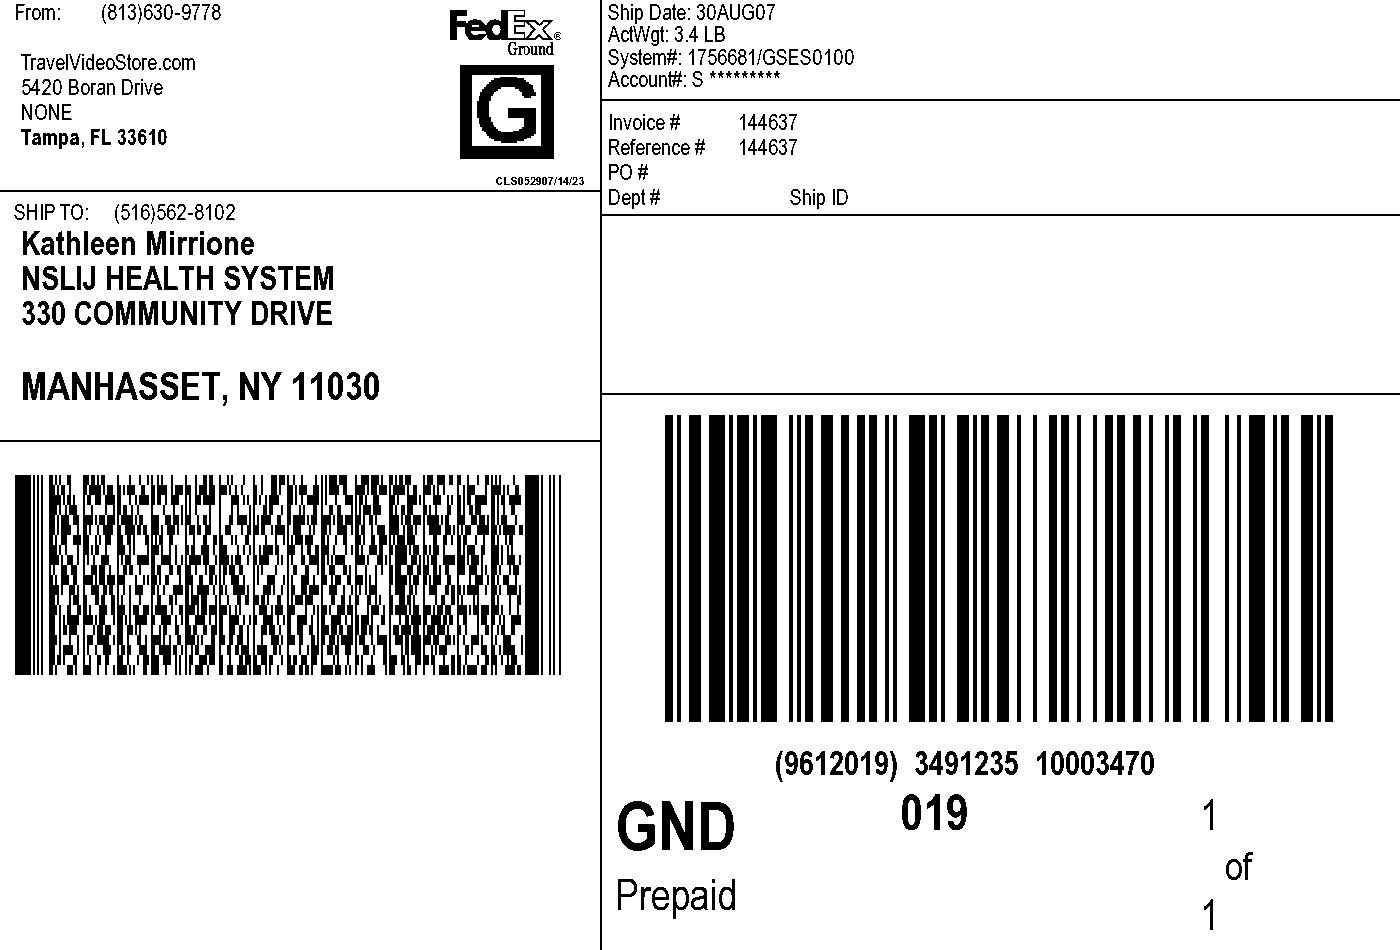 From: (813)630-9778
TravelVideoStore.com
5420 Boran Drive
NONE
Tampa, FL 33610
FedEx®
Ground
G
CLS052907/14/23
Ship Date: 30AUG07
ActWgt: 3.4 LB
System#: 1756681/GSES0100
Account#: S *********
Invoice # 144637
Reference # 144637
PO #
Dept # Ship ID
SHIP TO: (516)562-8102
Kathleen Mirrione
NSLIJ HEALTH SYSTEM
330 COMMUNITY DRIVE
MANHASSET, NY 11030
(9612019) 3491235 10003470
GND 019 1
of
Prepaid 1